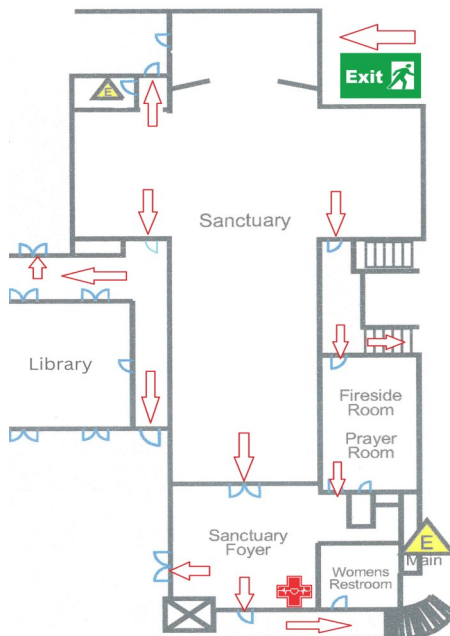 Exit
E
Sanctuary
Library
Fireside
Room
Prayer
Room
Sanctuary
Foyer
E
Main
Womens
Restroom